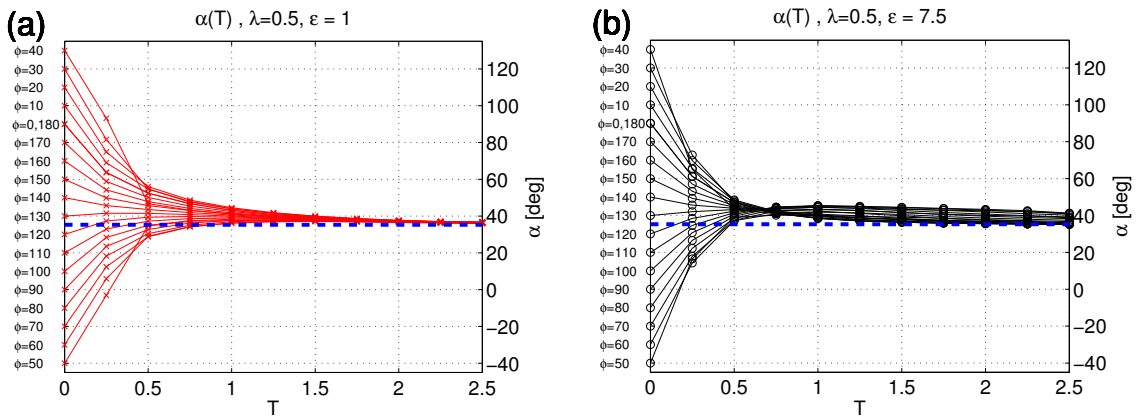 (a)
α(T) , λ=0.5, ε = 1
φ=40
φ=30
φ=20
φ=10
φ=0,180
φ=170
φ=160
φ=150
φ=140
φ=130
φ=120
φ=110
φ=100
φ=90
φ=80
φ=70
φ=60
φ=50
120
100
80
60
40
20
0
−20
−40
α [deg]
0 0.5 1 1.5 2 2.5
T
(b)
α(T) , λ=0.5, ε = 7.5
φ=40
φ=30
φ=20
φ=10
φ=0,180
φ=170
φ=160
φ=150
φ=140
φ=130
φ=120
φ=110
φ=100
φ=90
φ=80
φ=70
φ=60
φ=50
120
100
80
60
40
20
0
−20
−40
α [deg]
0 0.5 1 1.5 2 2.5
T